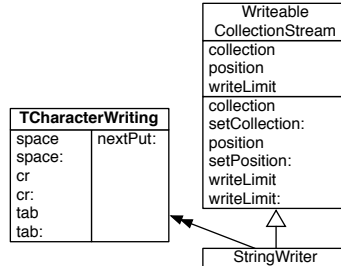 Writeable
CollectionStream
collection
position
writeLimit
collection
setCollection:
position
setPosition:
writeLimit
writeLimit:
TCharacterWriting
space nextPut:
space:
cr
cr:
tab
tab:
StringWriter